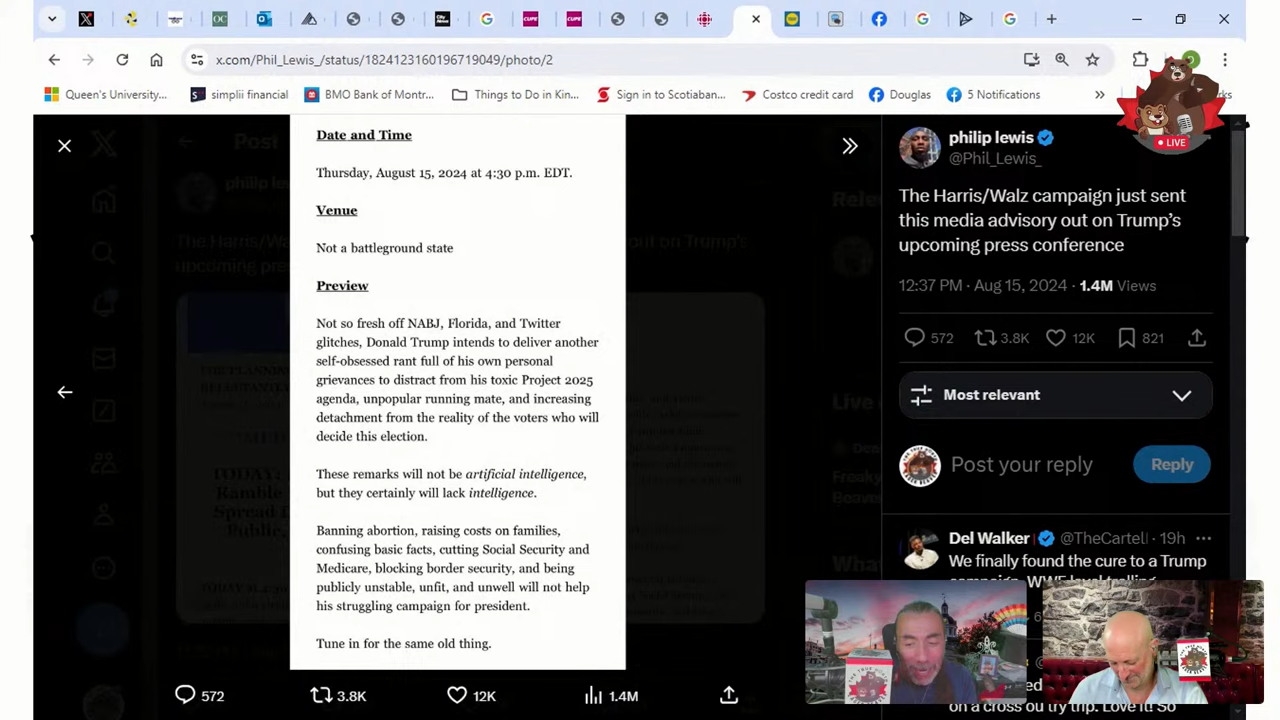 OC
City
CUPE
CUPE
x.com/Phil_Lewis_/status/1824123160196719049/photo/2
Queen's University...
simplii financial
BMO Bank of Montr...
Things to Do in Kin...
Sign in to Scotiaban...
Costco credit card
Douglas
5 Notifications
LIVE
Date and Time
Thursday, August 15, 2024 at 4:30 p.m. EDT.
Venue
Not a battleground state
Preview
Not so fresh off NABJ, Florida, and Twitter
glitches, Donald Trump intends to deliver another
self-obsessed rant full of his own personal
grievances to distract from his toxic Project 2025
agenda, unpopular running mate, and increasing
detachment from the reality of the voters who will
decide this election.
These remarks will not be artificial intelligence,
but they certainly will lack intelligence.
Banning abortion, raising costs on families,
confusing basic facts, cutting Social Security and
Medicare, blocking border security, and being
publicly unstable, unfit, and unwell will not help
his struggling campaign for president.
Tune in for the same old thing.
572
3.8K
12K
1.4M
philip lewis
@Phil_Lewis_
The Harris/Walz campaign just sent
this media advisory out on Trump's
upcoming press conference
12:37 PM · Aug 15, 2024 · 1.4M Views
572
3.8K
12K
821
Most relevant
Post your reply
Reply
Del Walker @TheCartel 19h
We finally found the cure to a Trump
Post